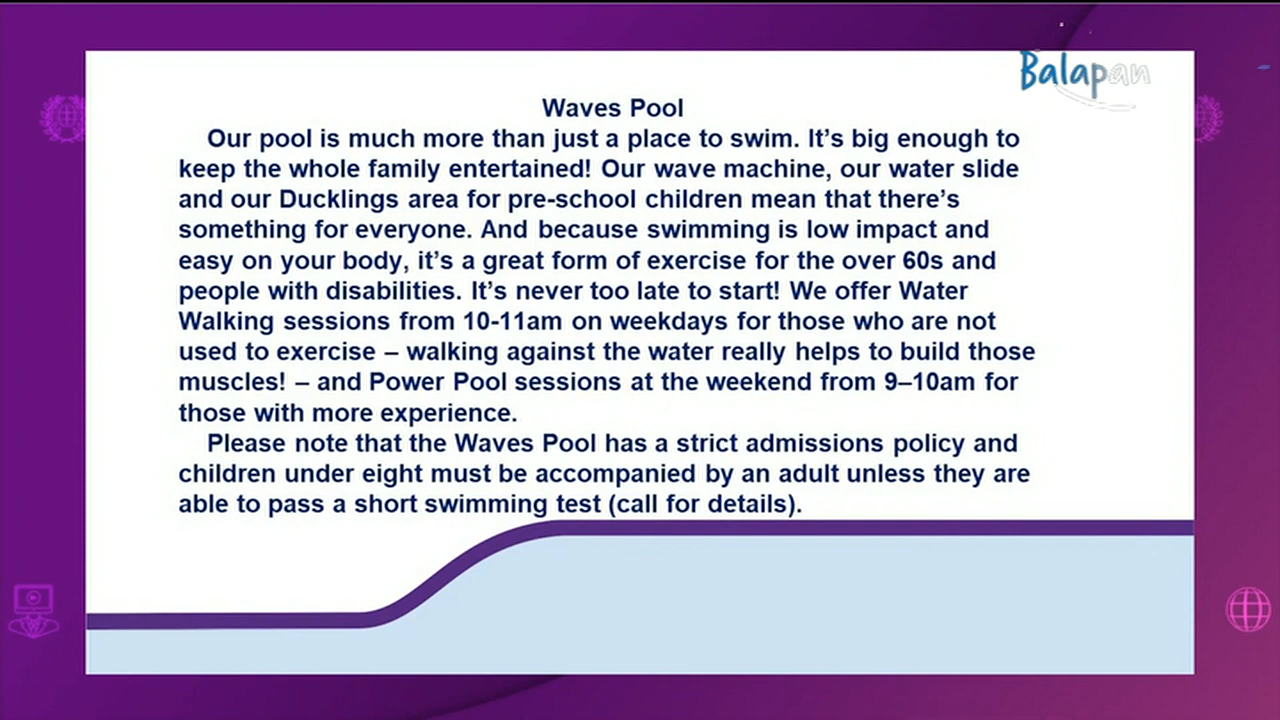 Balapan
Waves Pool
Our pool is much more than just a place to swim. It’s big enough to
keep the whole family entertained! Our wave machine, our water slide
and our Ducklings area for pre-school children mean that there’s
something for everyone. And because swimming is low impact and
easy on your body, it’s a great form of exercise for the over 60s and
people with disabilities. It’s never too late to start! We offer Water
Walking sessions from 10-11am on weekdays for those who are not
used to exercise – walking against the water really helps to build those
muscles! – and Power Pool sessions at the weekend from 9–10am for
those with more experience.
Please note that the Waves Pool has a strict admissions policy and
children under eight must be accompanied by an adult unless they are
able to pass a short swimming test (call for details).